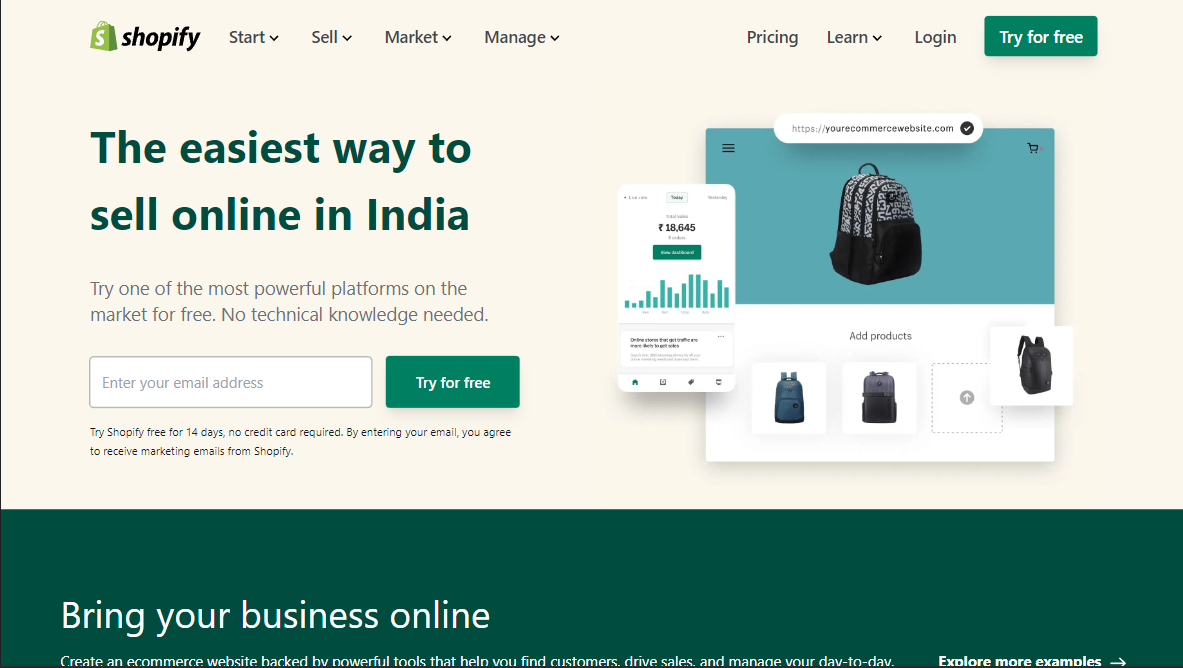 shopify
Start
Sell
Market
Manage
Pricing
Learn
Login
Try for free
The easiest way to
sell online in India
Try one of the most powerful platforms on the
market for free. No technical knowledge needed.
Enter your email address
Try for free
Try Shopify free for 14 days, no credit card required. By entering your email, you agree
to receive marketing emails from Shopify.
https://yourecommercewebsite.com
Live view
Today
Yesterday
Total Sales
₹ 18,645
View dashboard
Online stores that get traffic are
more likely to get sales
Add products
Bring your business online
Create an ecommerce website backed by powerful tools that help you find customers, drive sales, and manage your day-to-day.
Explore more examples →